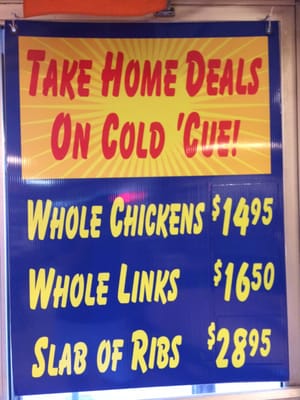 TAKE HOME DEALS
ON COLD 'CUE!
WHOLE CHICKENS $14.95
WHOLE LINKS $16.50
SLAB OF RIBS $28.95